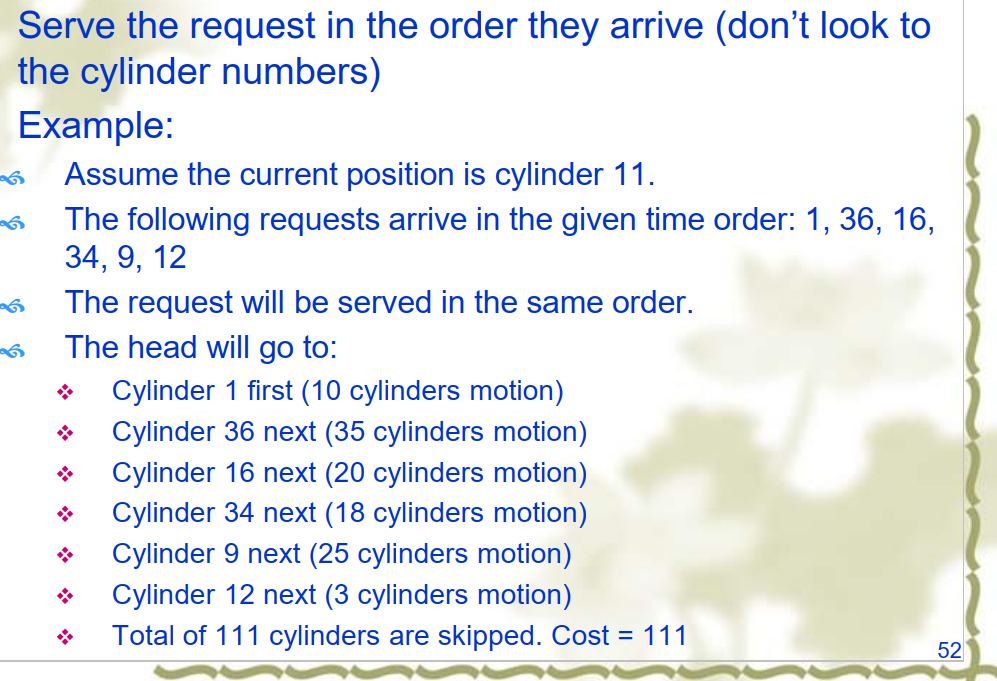 Serve the request in the order they arrive (don’t look to
the cylinder numbers)
Example:
Assume the current position is cylinder 11.
The following requests arrive in the given time order: 1, 36, 16,
34, 9, 12
The request will be served in the same order.
The head will go to:
Cylinder 1 first (10 cylinders motion)
Cylinder 36 next (35 cylinders motion)
Cylinder 16 next (20 cylinders motion)
Cylinder 34 next (18 cylinders motion)
Cylinder 9 next (25 cylinders motion)
Cylinder 12 next (3 cylinders motion)
Total of 111 cylinders are skipped. Cost = 111
52